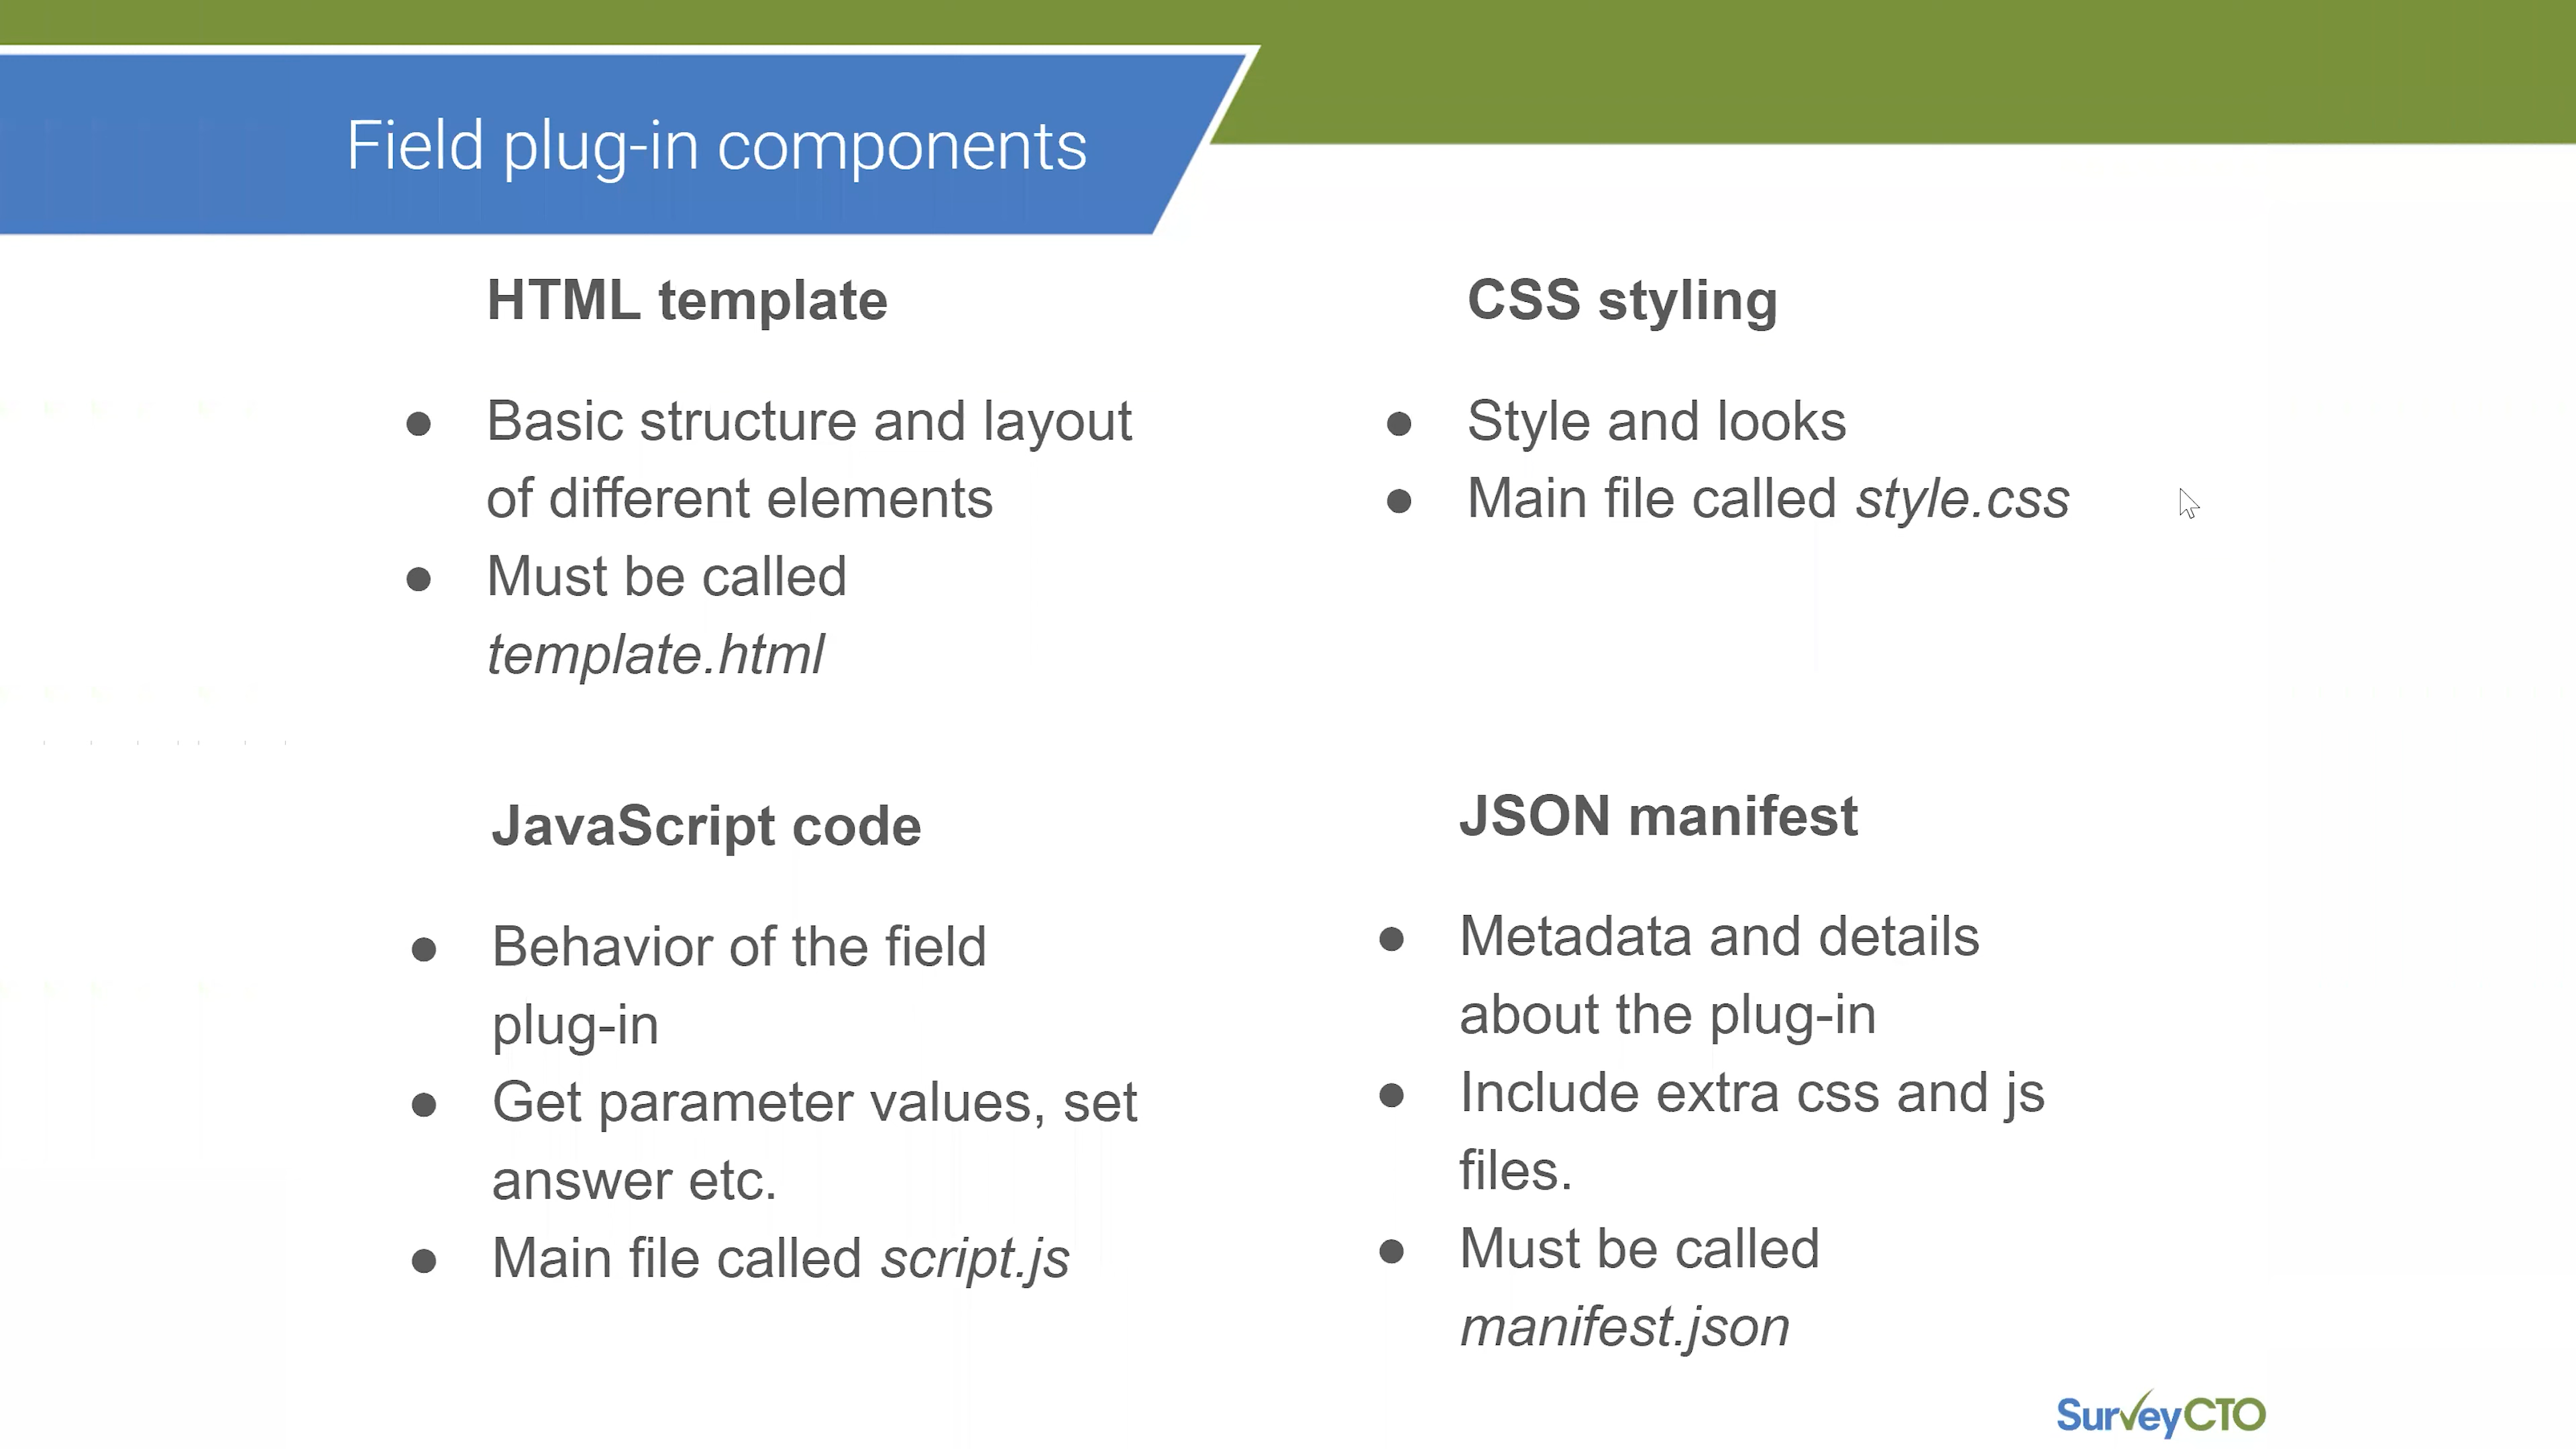 Field plug-in components
HTML template
Basic structure and layout
of different elements
Must be called
template.html
CSS styling
Style and looks
Main file called style.css
JavaScript code
Behavior of the field
plug-in
Get parameter values, set
answer etc.
Main file called script.js
JSON manifest
Metadata and details
about the plug-in
Include extra css and js
files.
Must be called
manifest.json
SurveyCTO